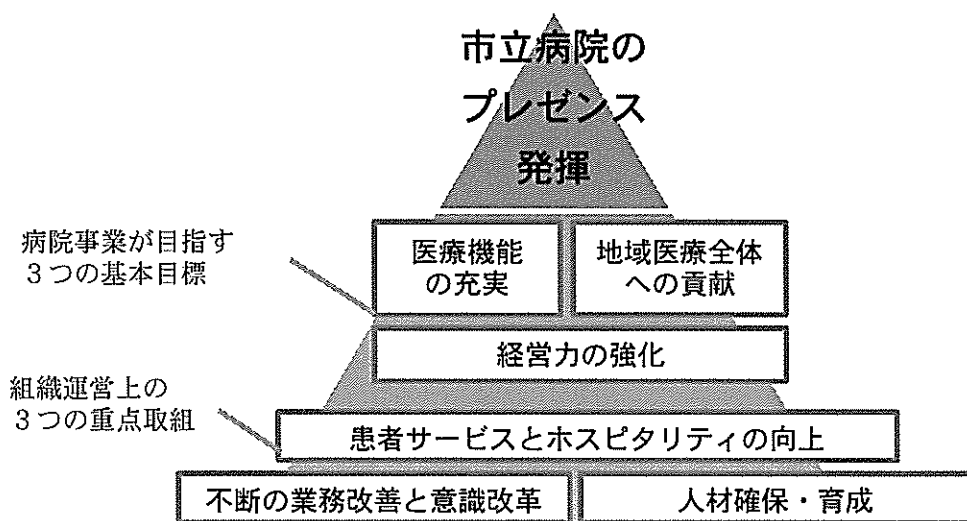 市立病院の
プレゼンス
発揮
病院事業が目指す
３つの基本目標
医療機能
の充実
地域医療全体
への貢献
経営力の強化
組織運営上の
３つの重点取組
患者サービスとホスピタリティの向上
不断の業務改善と意識改革
人材確保・育成